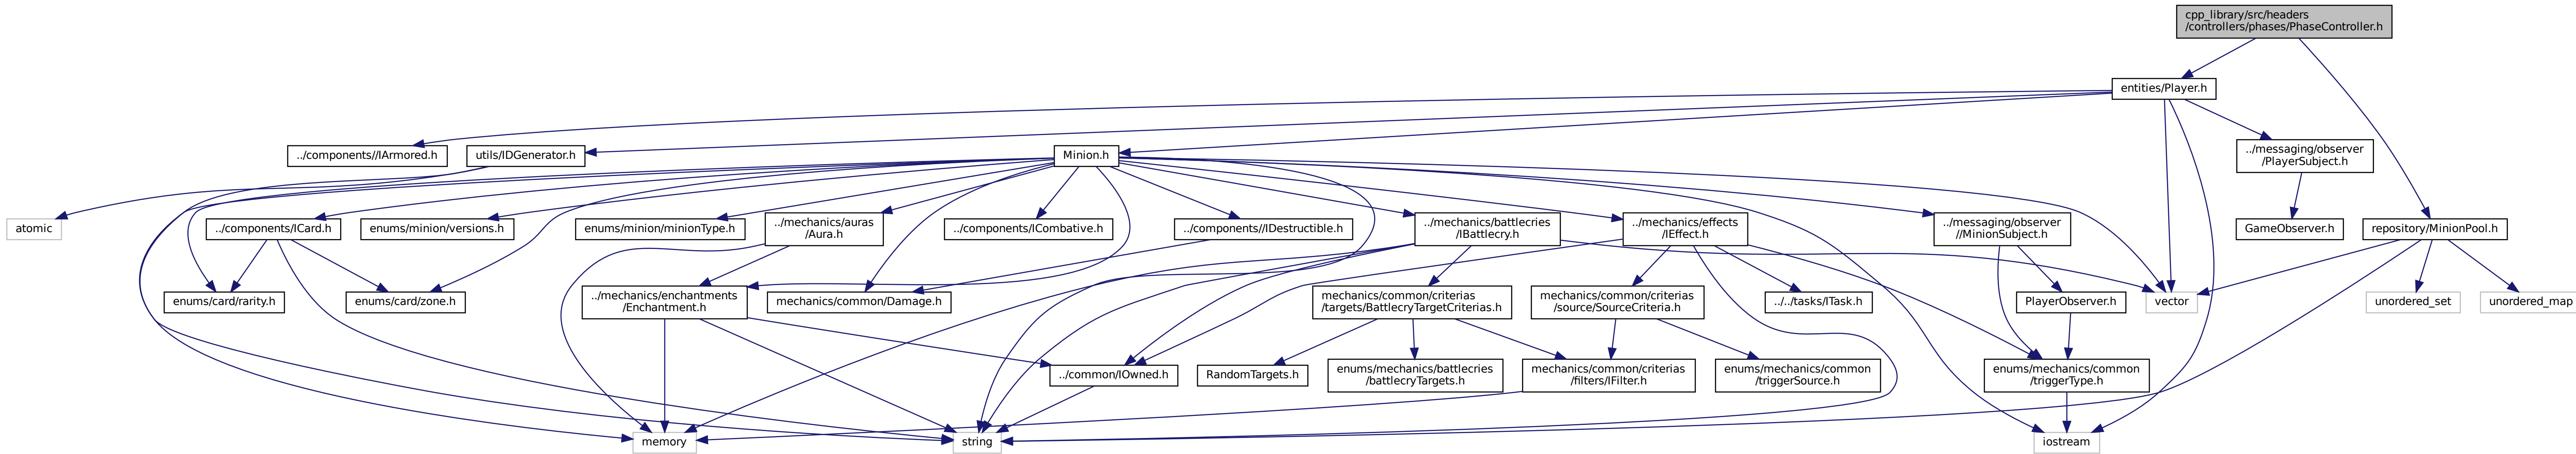 cpp_library/src/headers
/controllers/phases/PhaseController.h
entities/Player.h
../components//IArmored.h
utils/IDGenerator.h
Minion.h
../messaging/observer
/PlayerSubject.h
atomic
../components/ICard.h
enums/minion/versions.h
enums/minion/minionType.h
../mechanics/auras
/Aura.h
../components/ICombative.h
../components//IDestructible.h
../mechanics/battlecries
/IBattlecry.h
../mechanics/effects
/IEffect.h
../messaging/observer
//MinionSubject.h
GameObserver.h
repository/MinionPool.h
enums/card/rarity.h
enums/card/zone.h
../mechanics/enchantments
/Enchantment.h
mechanics/common/Damage.h
mechanics/common/criterias
/targets/BattlecryTargetCriterias.h
mechanics/common/criterias
/source/SourceCriteria.h
../../tasks/ITask.h
PlayerObserver.h
vector
unordered_set
unordered_map
../common/IOwned.h
RandomTargets.h
enums/mechanics/battlecries
/battlecryTargets.h
mechanics/common/criterias
/filters/IFilter.h
enums/mechanics/common
/triggerSource.h
enums/mechanics/common
/triggerType.h
memory
string
iostream